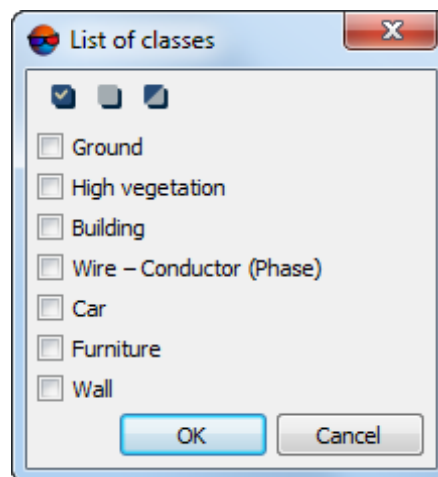 List of classes
Ground
High vegetation
Building
Wire – Conductor (Phase)
Car
Furniture
Wall
OK Cancel